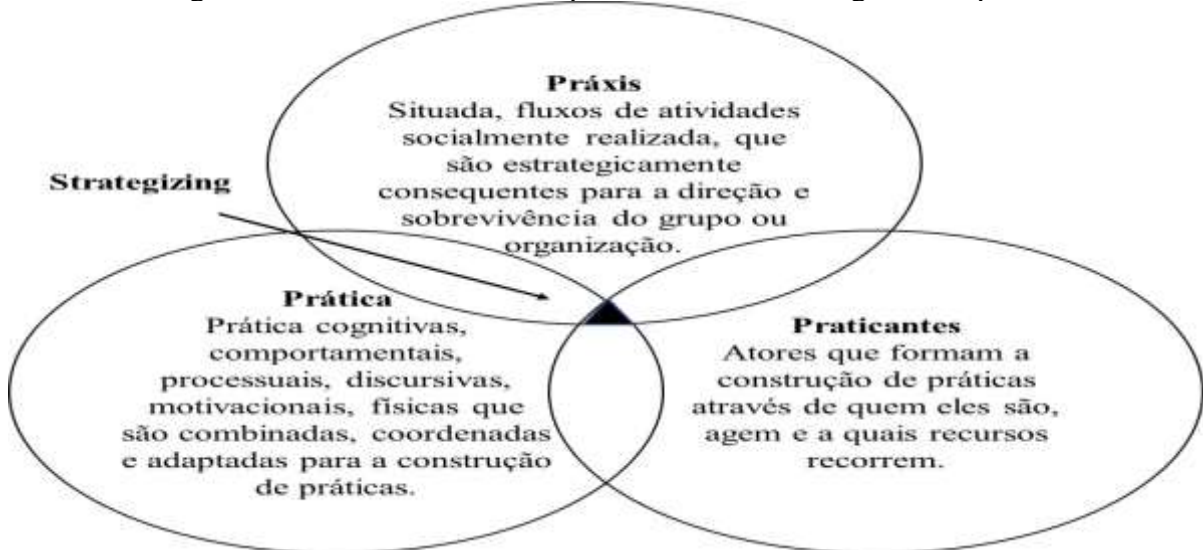 Práxis
Situada, fluxos de atividades
socialmente realizada, que
são estrategicamente
consequentes para a direção e
sobrevivência do grupo ou
organização.
Strategizing
Prática
Prática cognitivas,
comportamentais,
processuais, discursivas,
motivacionais, físicas que
são combinadas, coordenadas
e adaptadas para a construção
de práticas.
Praticantes
Atores que formam a
construção de práticas
através de quem eles são,
agem e a quais recursos
recorrem.